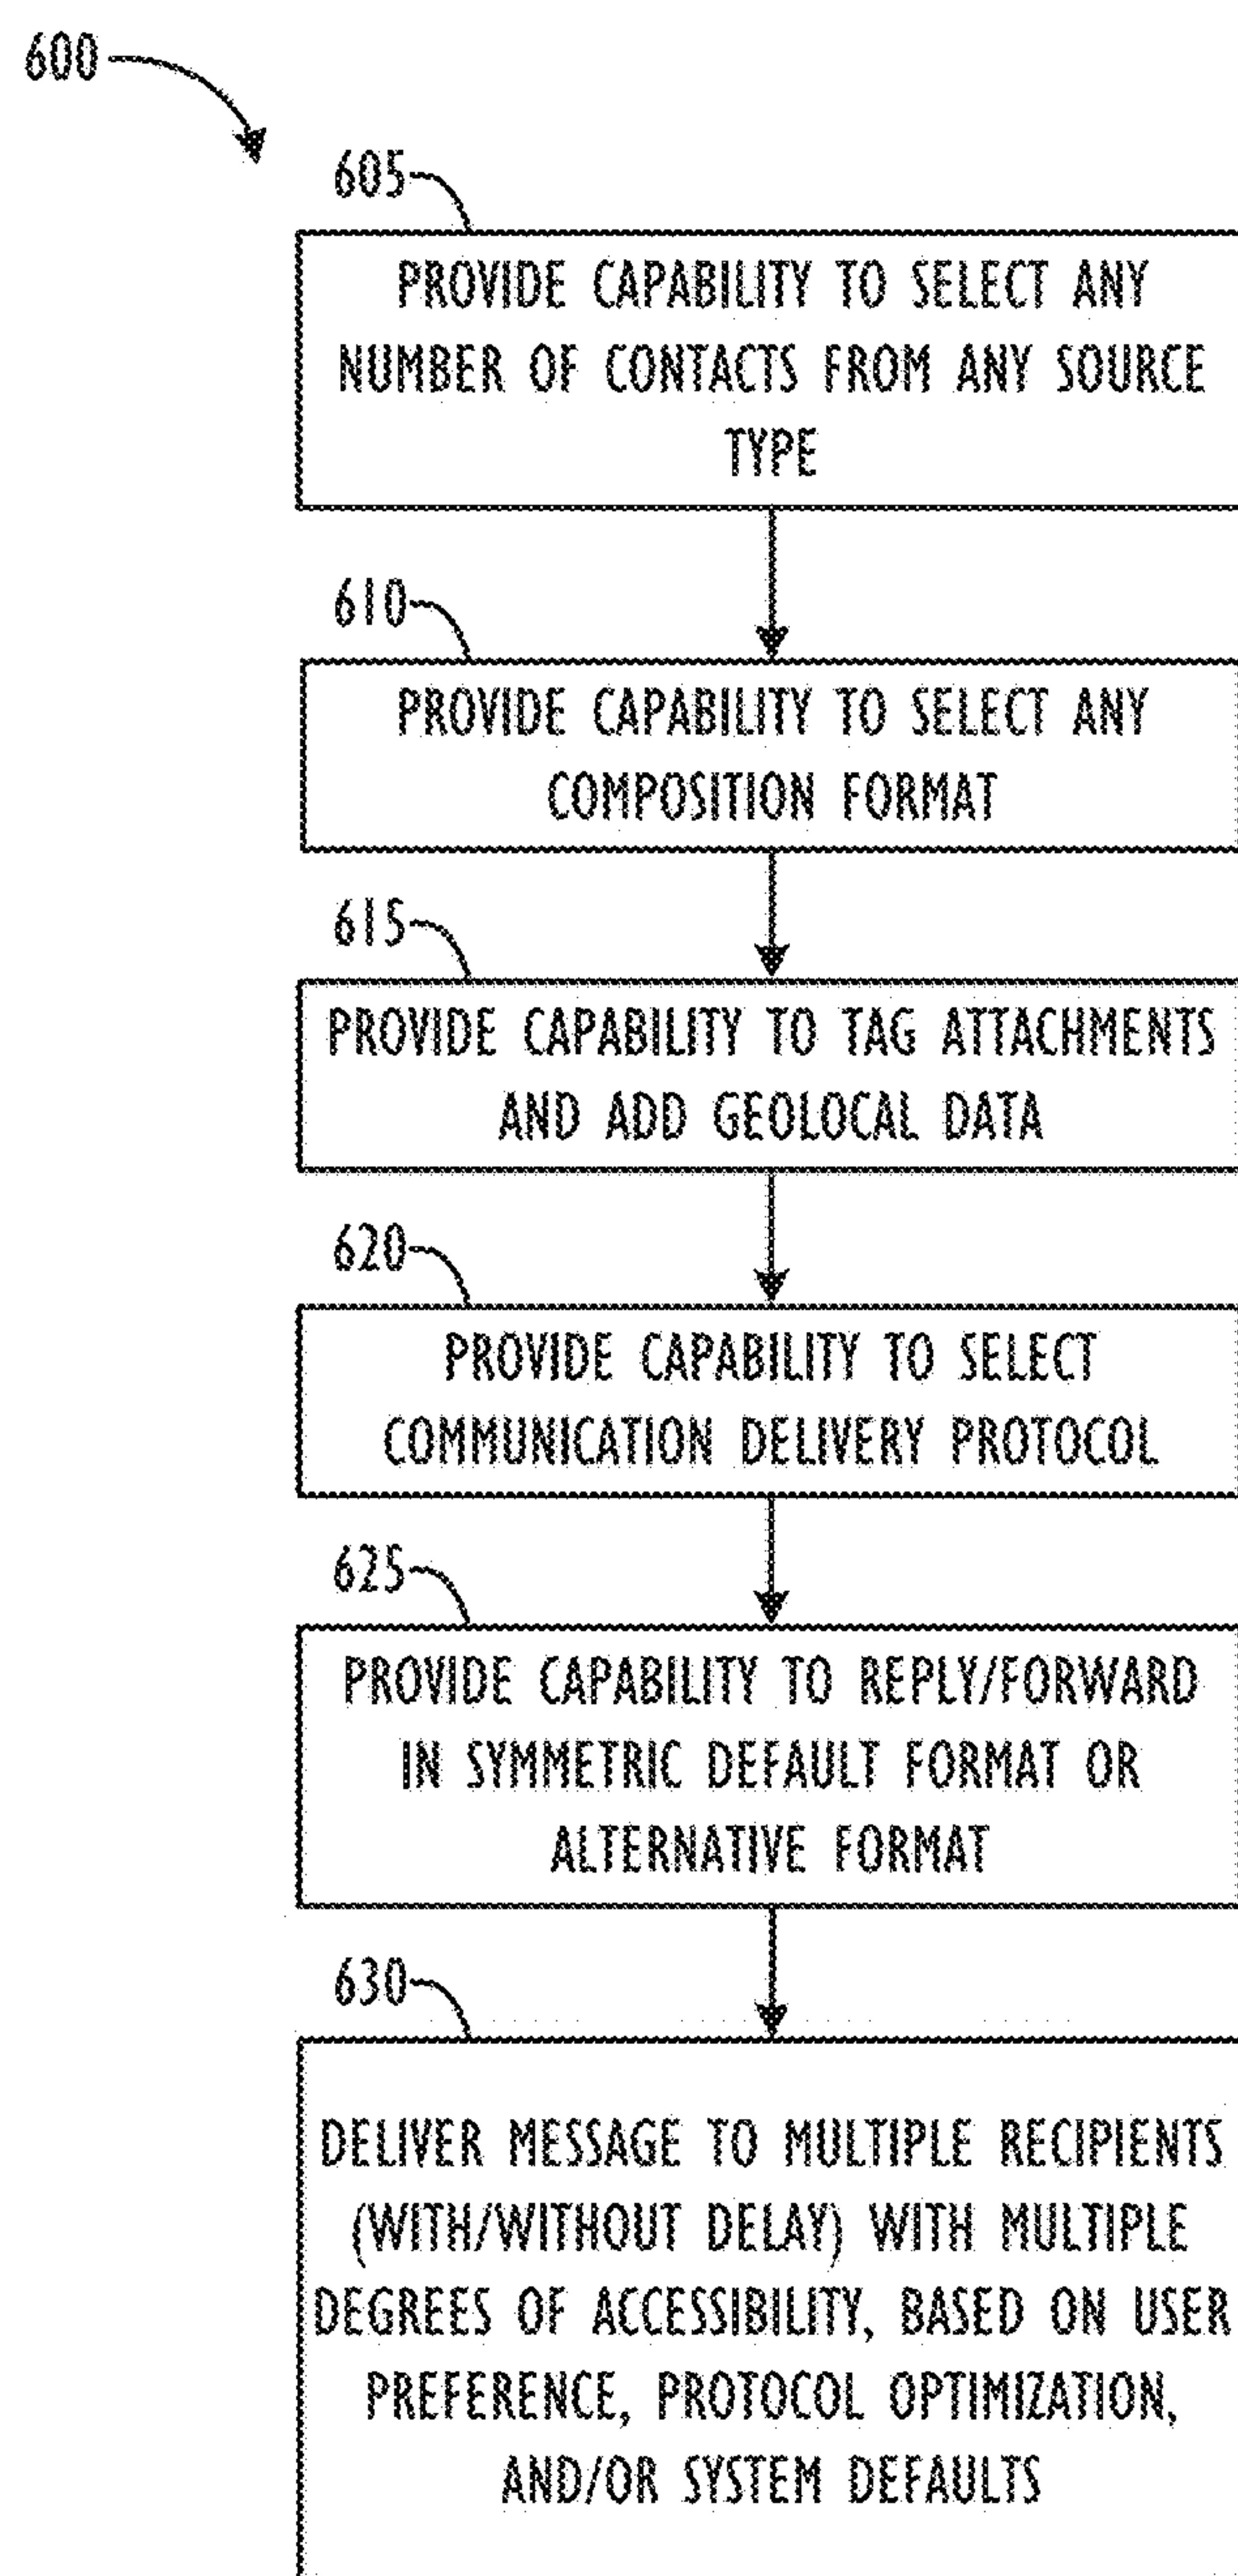 600
605
PROVIDE CAPABILITY TO SELECT ANY
NUMBER OF CONTACTS FROM ANY SOURCE
TYPE
610
PROVIDE CAPABILITY TO SELECT ANY
COMPOSITION FORMAT
615
PROVIDE CAPABILITY TO TAG ATTACHMENTS
AND ADD GEOLOCAL DATA
620
PROVIDE CAPABILITY TO SELECT
COMMUNICATION DELIVERY PROTOCOL
625
PROVIDE CAPABILITY TO REPLY/FORWARD
IN SYMMETRIC DEFAULT FORMAT OR
ALTERNATIVE FORMAT
630
DELIVER MESSAGE TO MULTIPLE RECIPIENTS
(WITH/WITHOUT DELAY) WITH MULTIPLE
DEGREES OF ACCESSIBILITY, BASED ON USER
PREFERENCE, PROTOCOL OPTIMIZATION,
AND/OR SYSTEM DEFAULTS